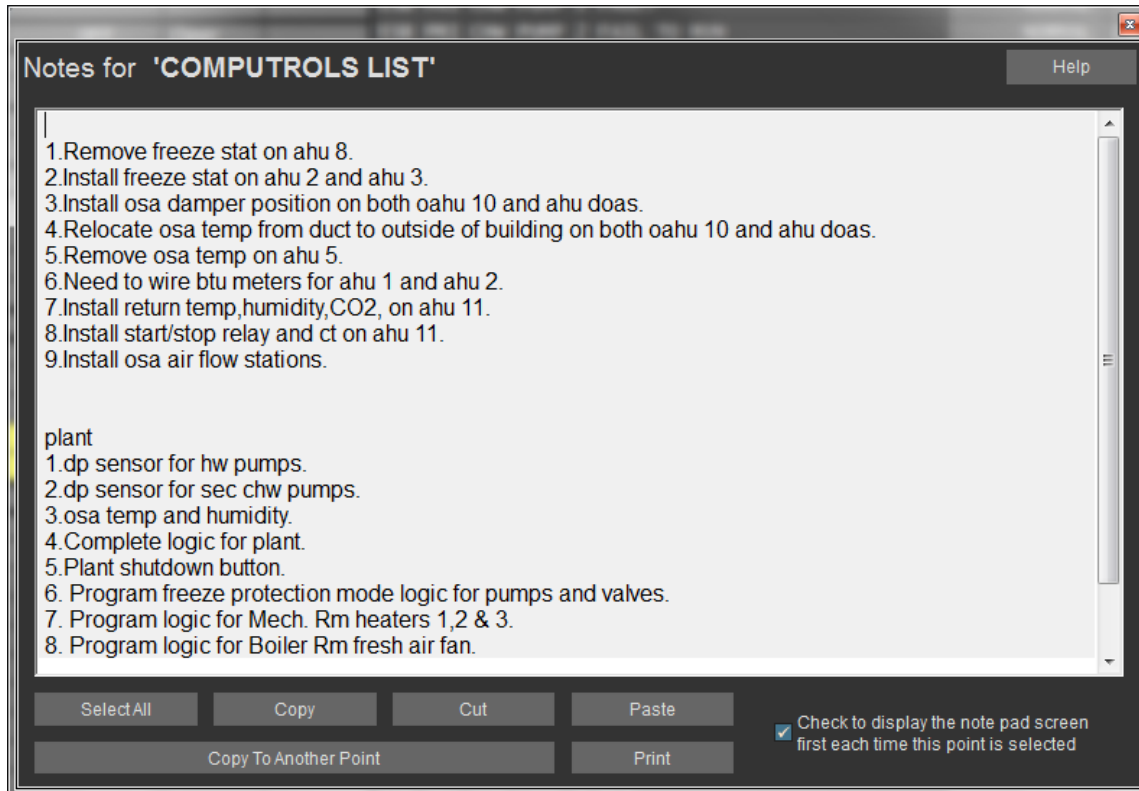 Notes for 'COMPUTROLS LIST'
Help
1.Remove freeze stat on ahu 8.
2.Install freeze stat on ahu 2 and ahu 3.
3.Install osa damper position on both oahu 10 and ahu doas.
4.Relocate osa temp from duct to outside of building on both oahu 10 and ahu doas.
5.Remove osa temp on ahu 5.
6.Need to wire btu meters for ahu 1 and ahu 2.
7.Install return temp,humidity,CO2, on ahu 11.
8.Install start/stop relay and ct on ahu 11.
9.Install osa air flow stations.
plant
1.dp sensor for hw pumps.
2.dp sensor for sec chw pumps.
3.osa temp and humidity.
4.Complete logic for plant.
5.Plant shutdown button.
6. Program freeze protection mode logic for pumps and valves.
7. Program logic for Mech. Rm heaters 1,2 & 3.
8. Program logic for Boiler Rm fresh air fan.
Select All
Copy
Cut
Paste
Copy To Another Point
Print
Check to display the note pad screen
first each time this point is selected